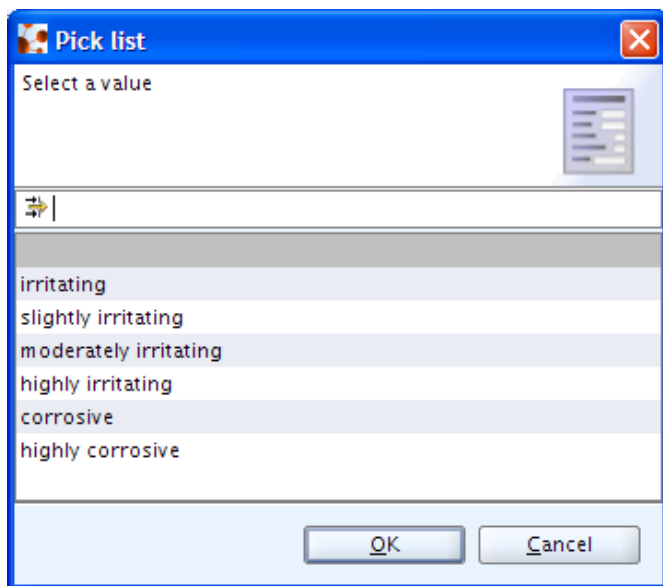 Pick list
Select a value
irritating
slightly irritating
moderately irritating
highly irritating
corrosive
highly corrosive
OK
Cancel